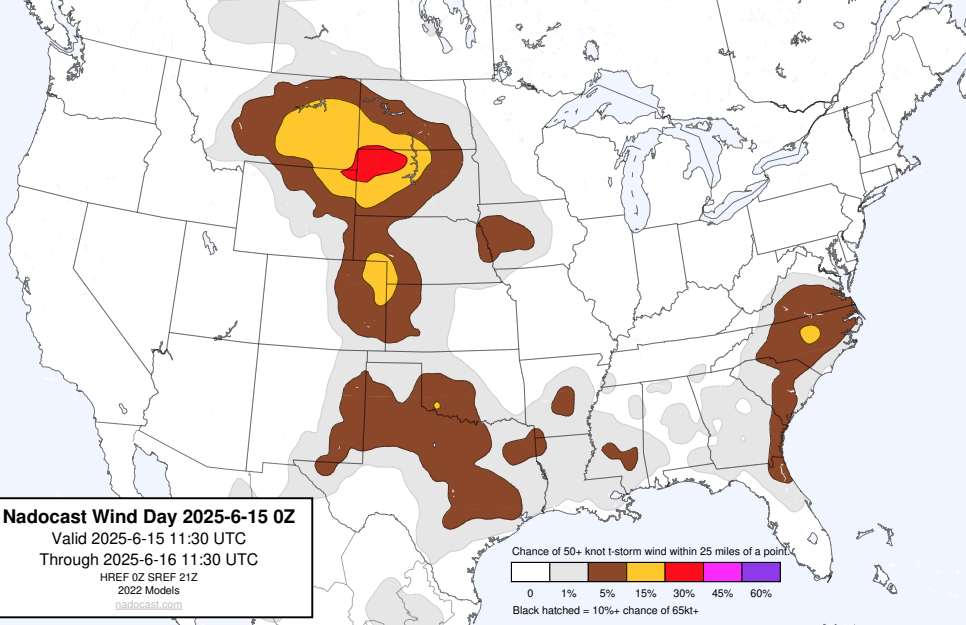 Nadocast Wind Day 2025-6-15 0Z
Valid 2025-6-15 11:30 UTC
Through 2025-6-16 11:30 UTC
HREF 0Z SREF 21Z
2022 Models
nadocast.com
Chance of 50+ knot t-storm wind within 25 miles of a point.
0 1% 5% 15% 30% 45% 60%
Black hatched = 10%+ chance of 65kt+